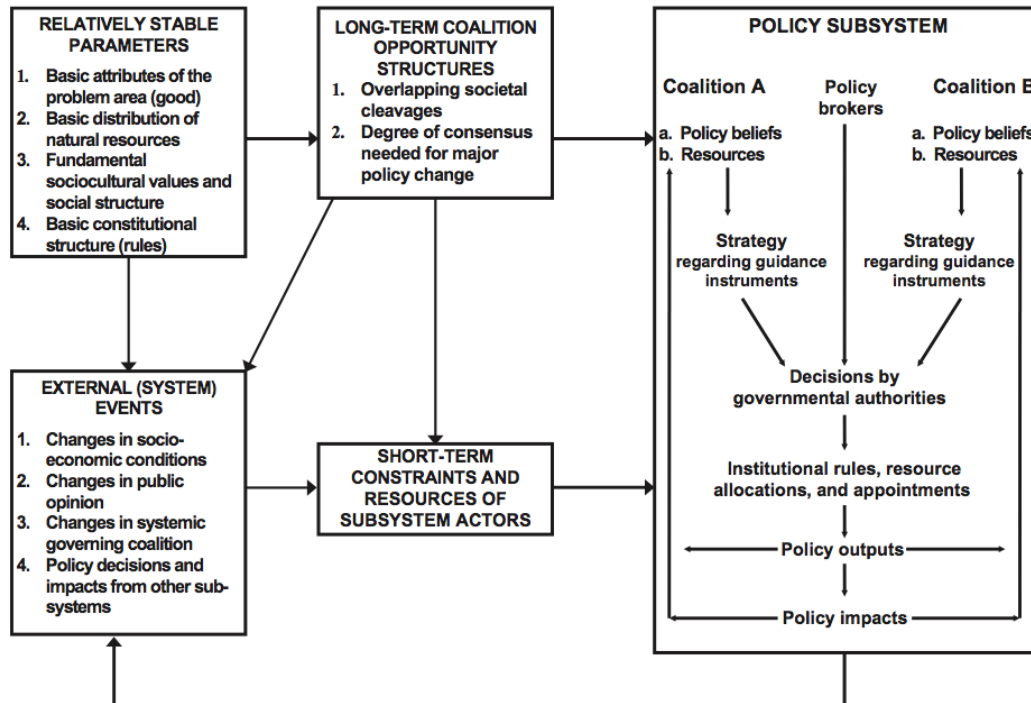 RELATIVELY STABLE
PARAMETERS
1. Basic attributes of the
problem area (good)
2. Basic distribution of
natural resources
3. Fundamental
sociocultural values and
social structure
4. Basic constitutional
structure (rules)
LONG-TERM COALITION
OPPORTUNITY
STRUCTURES
1. Overlapping societal
cleavages
2. Degree of consensus
needed for major
policy change
EXTERNAL (SYSTEM)
EVENTS
1. Changes in socio-
economic conditions
2. Changes in public
opinion
3. Changes in systemic
governing coalition
4. Policy decisions and
impacts from other sub-
systems
SHORT-TERM
CONSTRAINTS AND
RESOURCES OF
SUBSYSTEM ACTORS
POLICY SUBSYSTEM
Coalition A
a. Policy beliefs
b. Resources
Strategy
regarding guidance
instruments
Policy
brokers
Coalition B
a. Policy beliefs
b. Resources
Strategy
regarding guidance
instruments
Decisions by
governmental authorities
Institutional rules, resource
allocations, and appointments
Policy outputs
Policy impacts